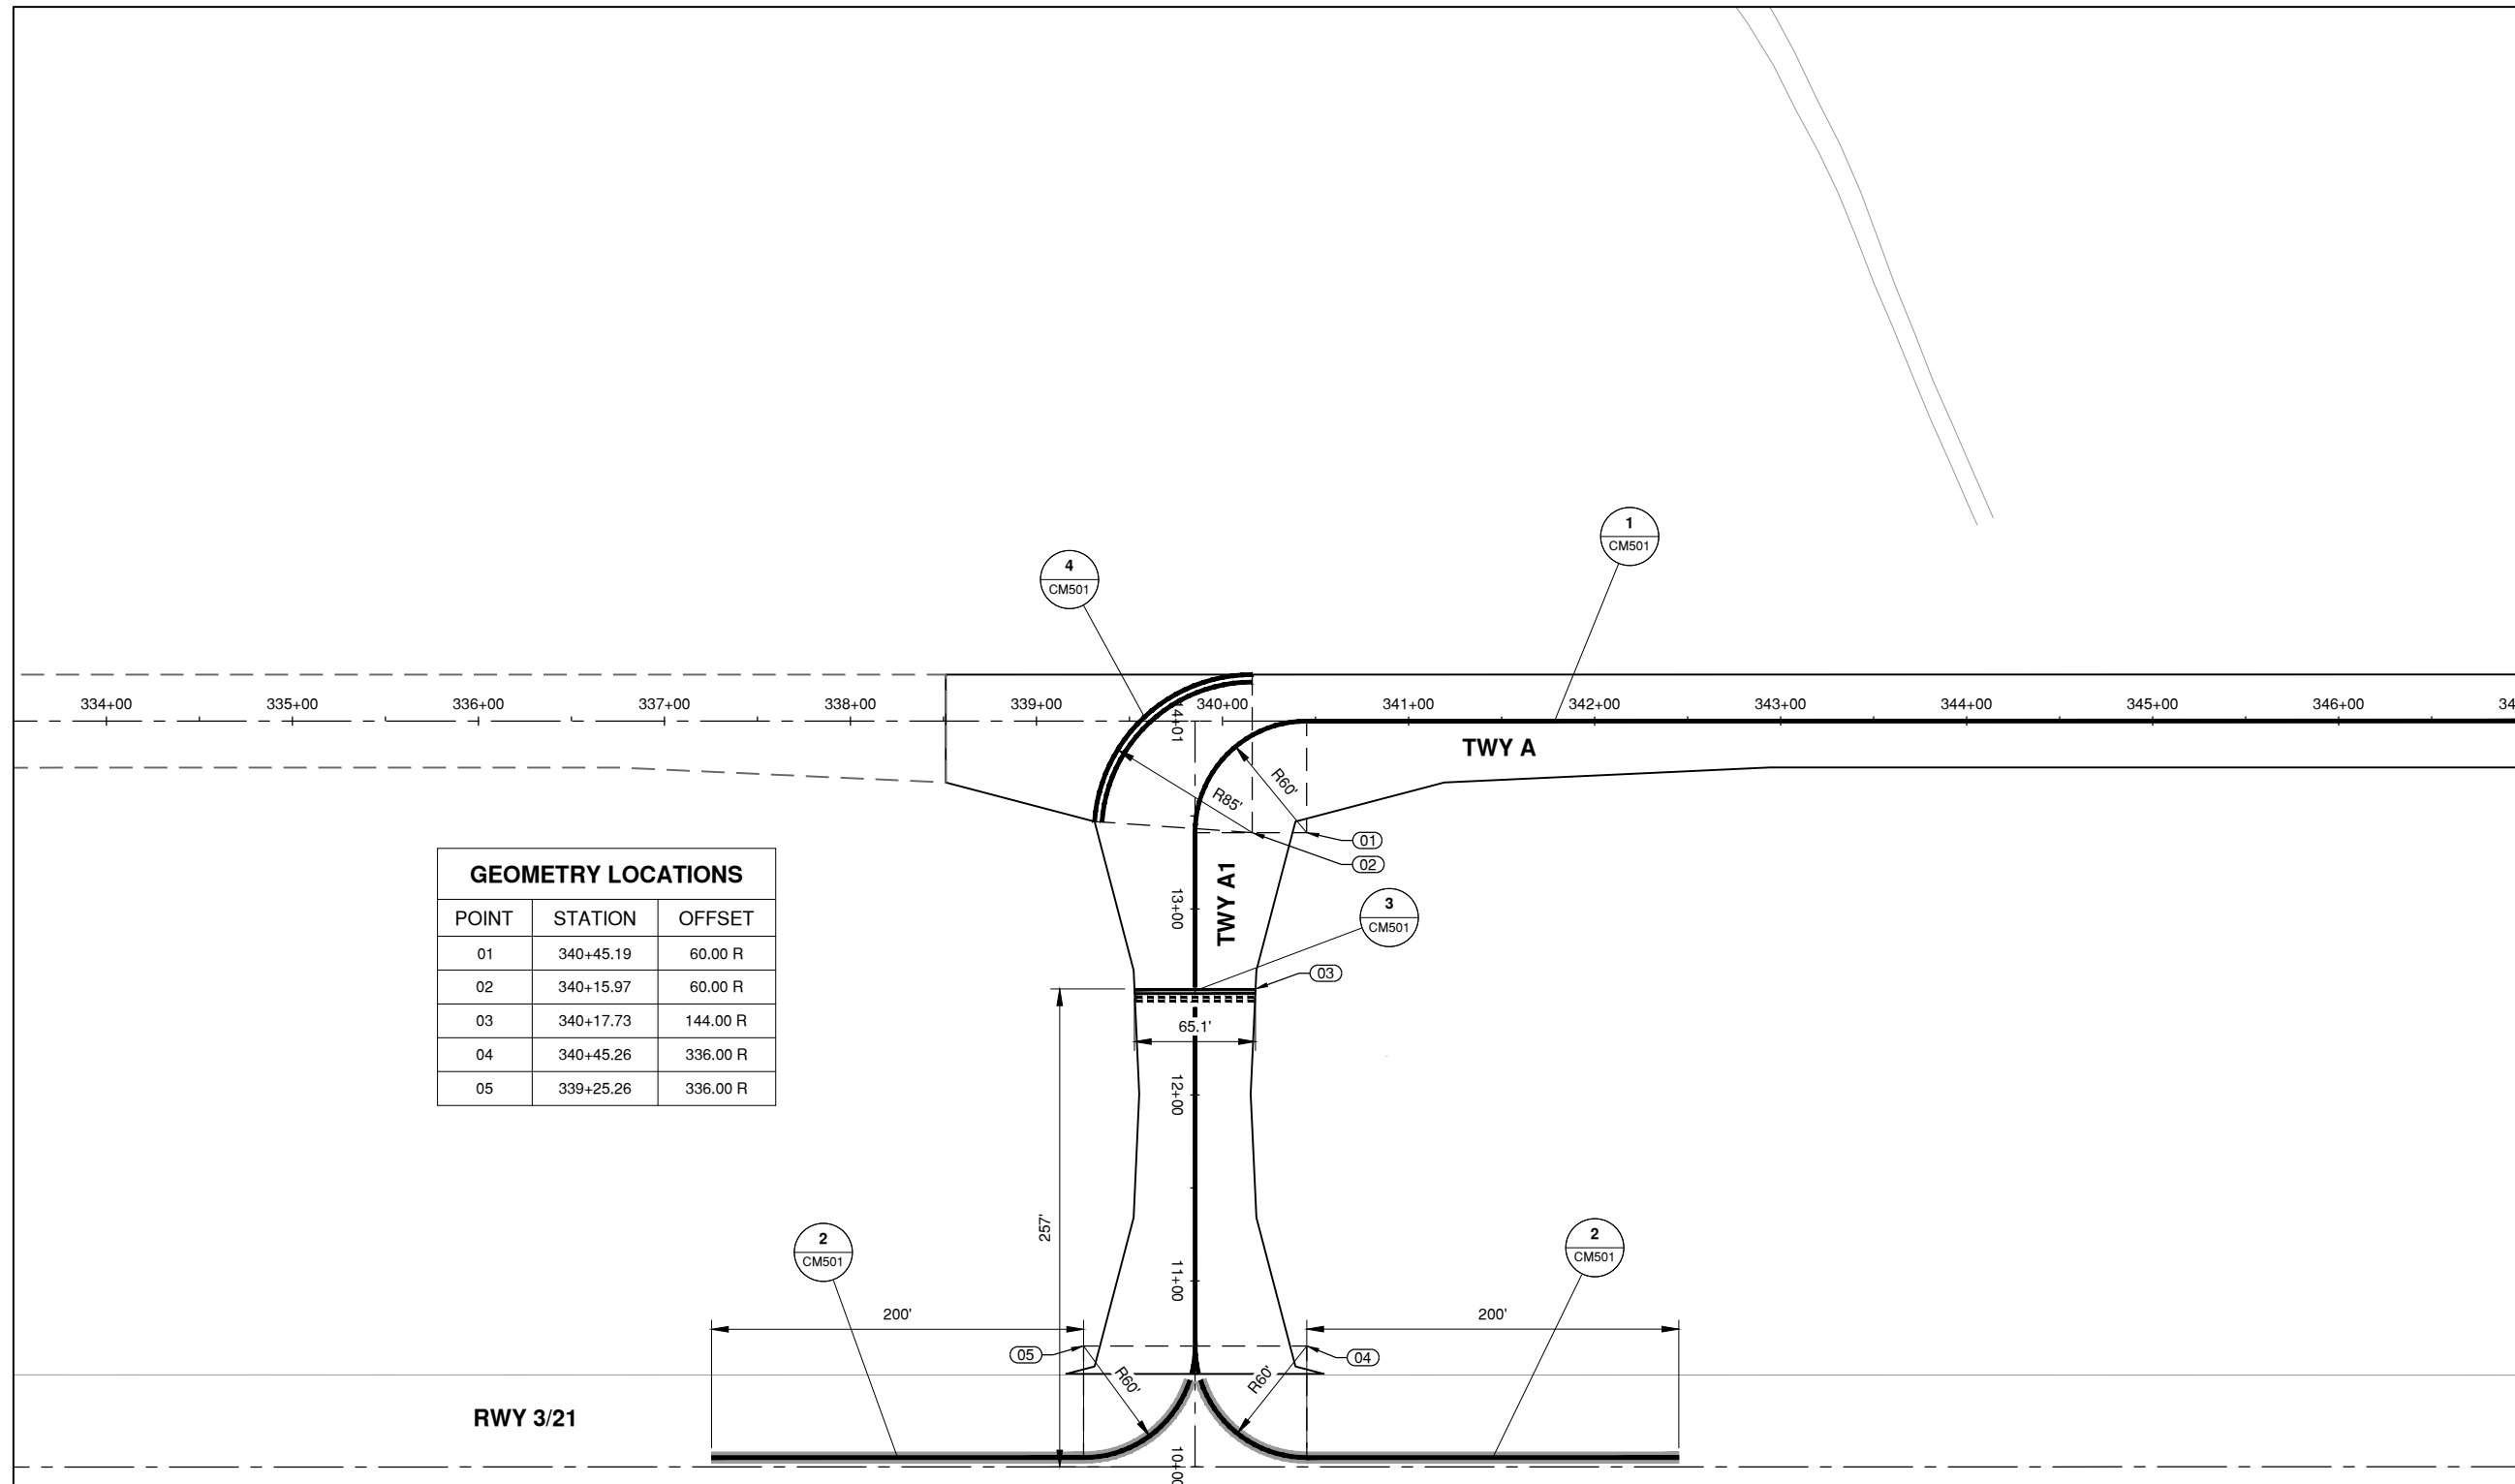 1
CM501
4
CM501
334+00 335+00 336+00 337+00 338+00 339+00 340+00 341+00 342+00 343+00 344+00 345+00 346+00 34
14+01
TWY A
R60'
R85'
01
02
GEOMETRY LOCATIONS
POINT STATION OFFSET
01 340+45.19 60.00 R
02 340+15.97 60.00 R
03 340+17.73 144.00 R
04 340+45.26 336.00 R
05 339+25.26 336.00 R
13+00
TWY A1
3
CM501
03
65.1'
12+00
257'
2
CM501
2
CM501
11+00
200'
200'
05
04
R60'
R60'
RWY 3/21
10+00